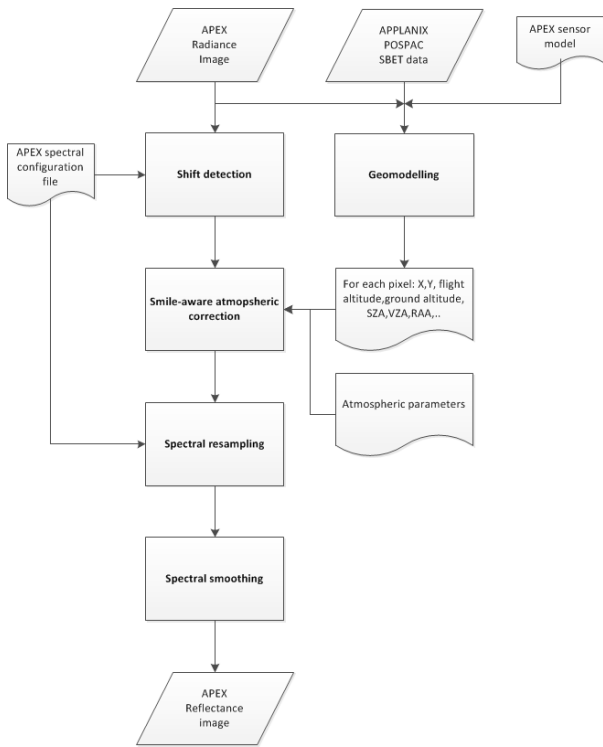 APEX
Radiance
Image
APPLANIX
POSPAC
SBET data
APEX sensor
model
APEX spectral
configuration
file
Shift detection
Geomodelling
Smile-aware atmopsheric
correction
For each pixel: X,Y, flight
altitude,ground altitude,
SZA,VZA,RAA,..
Atmospheric parameters
Spectral resampling
Spectral smoothing
APEX
Reflectance
image